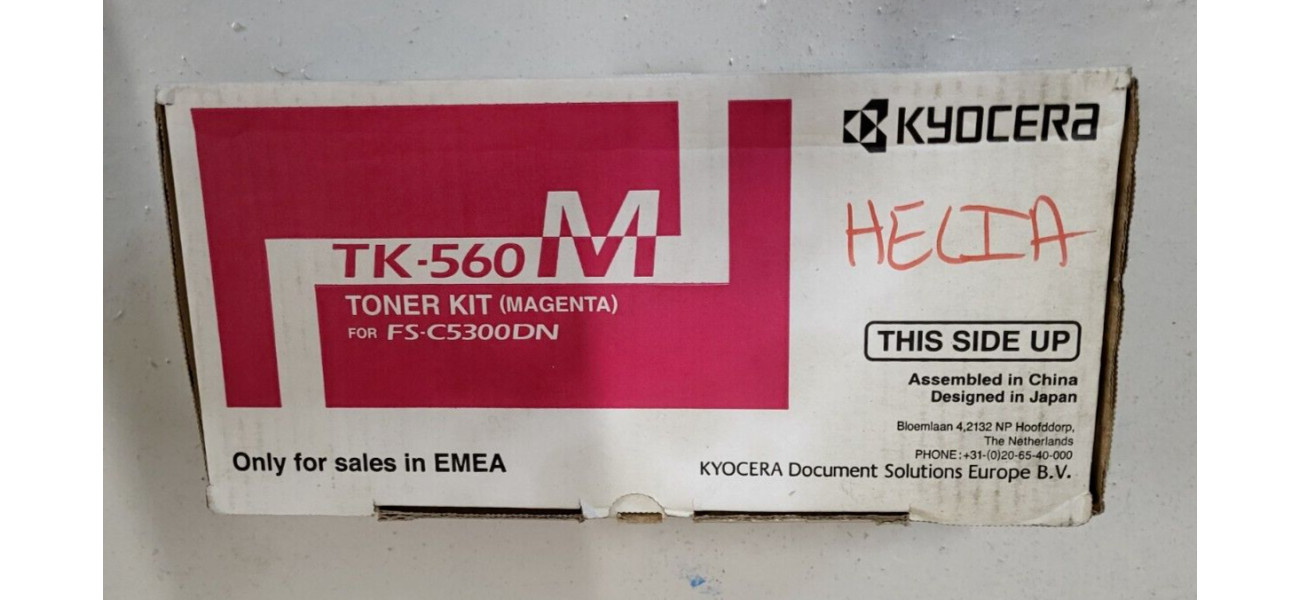 KYOCERA
HELIA
TK-560 M
TONER KIT (MAGENTA)
FOR FS-C5300DN
THIS SIDE UP
Assembled in China
Designed in Japan
Bloemlaan 4,2132 NP Hoofddorp,
The Netherlands
PHONE:+31-(0)20-65-40-000
KYOCERA Document Solutions Europe B.V.
Only for sales in EMEA